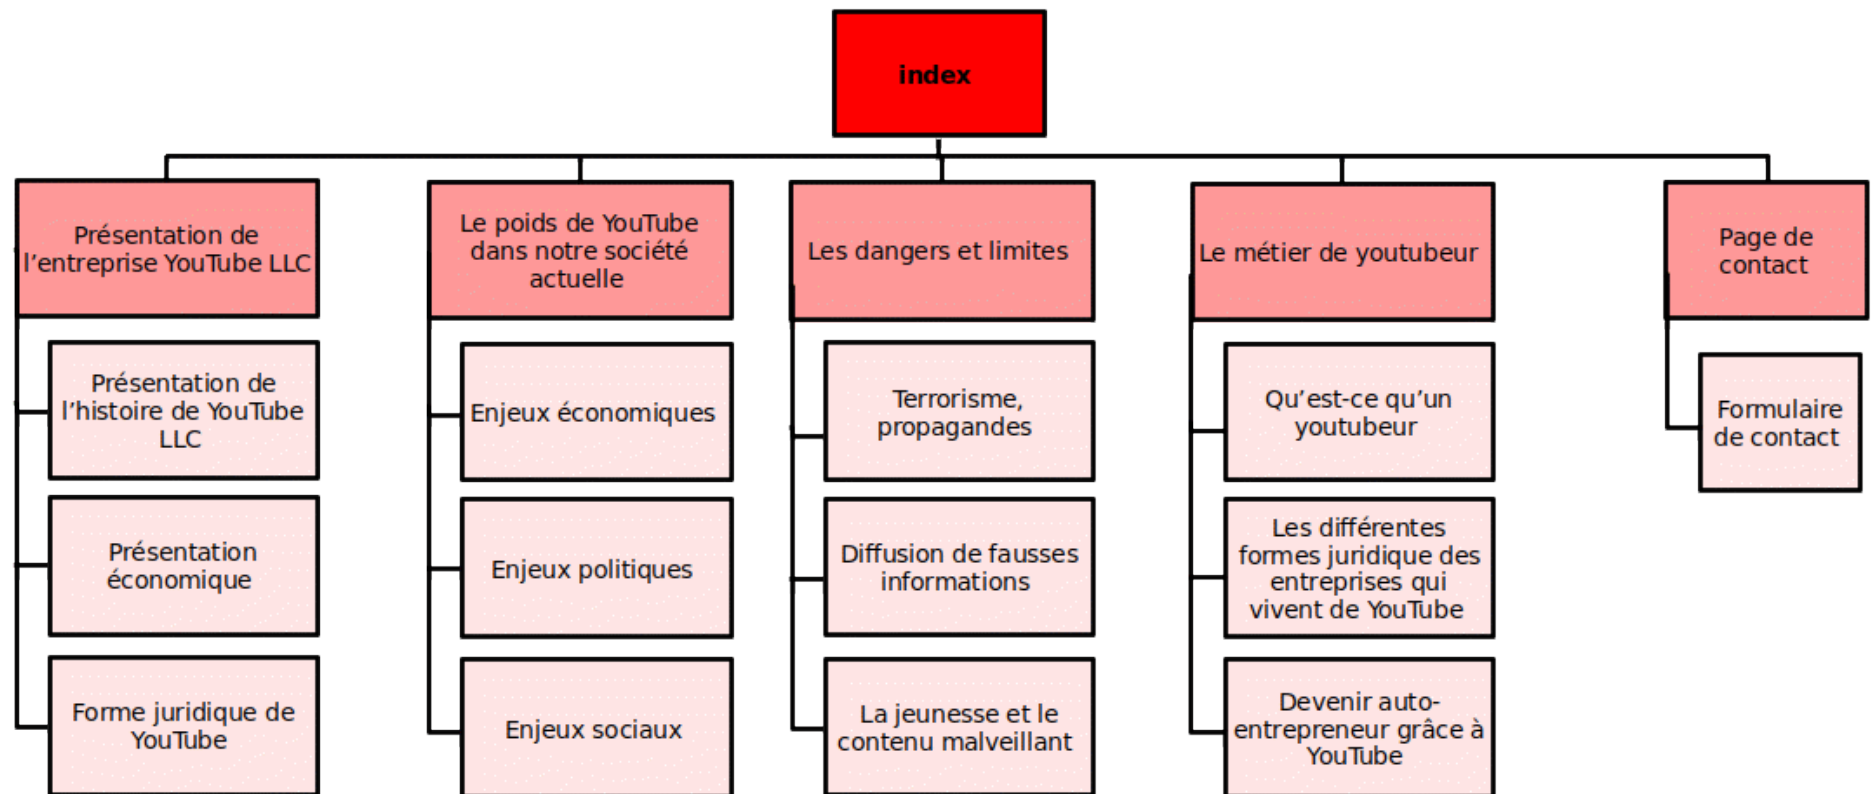 index
Présentation de
l’entreprise YouTube LLC
Présentation de
l’histoire de YouTube
LLC
Présentation
économique
Forme juridique de
YouTube
Le poids de YouTube
dans notre société
actuelle
Enjeux économiques
Enjeux politiques
Enjeux sociaux
Les dangers et limites
Terrorisme,
propagandes
Diffusion de fausses
informations
La jeunesse et le
contenu malveillant
Le métier de youtubeur
Qu’est-ce qu’un
youtubeur
Les différentes
formes juridique des
entreprises qui
vivent de YouTube
Devenir auto-
entrepreneur grâce à
YouTube
Page de
contact
Formulaire
de contact